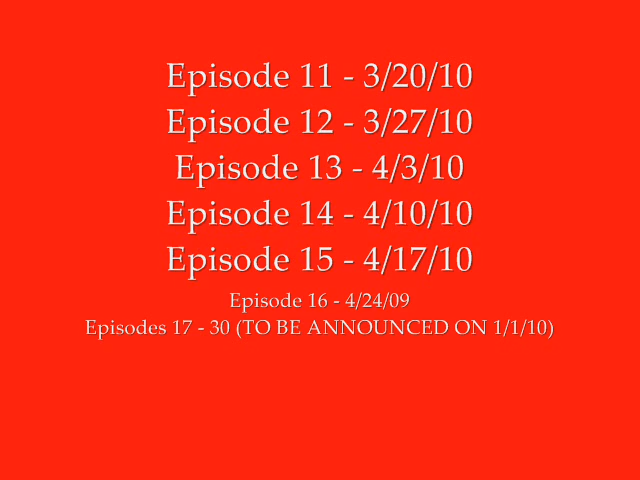 Episode 11 - 3/20/10
Episode 12 - 3/27/10
Episode 13 - 4/3/10
Episode 14 - 4/10/10
Episode 15 - 4/17/10
Episode 16 - 4/24/09
Episodes 17 - 30 (TO BE ANNOUNCED ON 1/1/10)